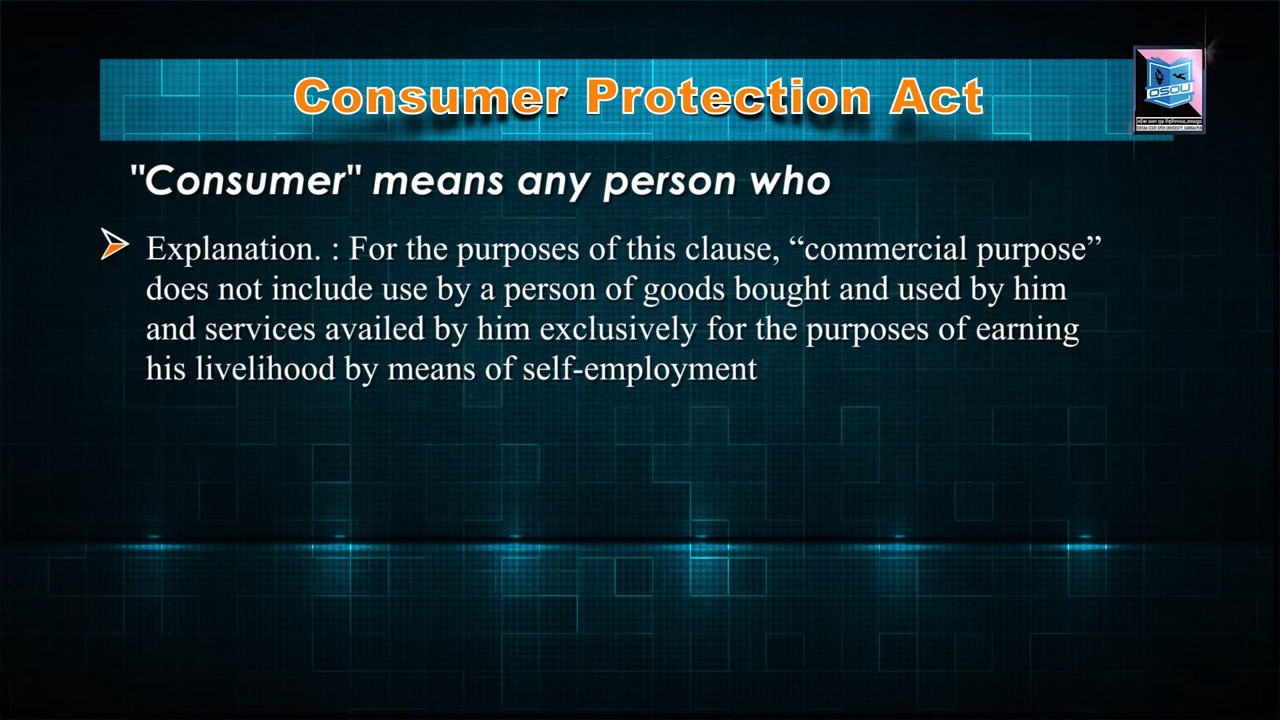 Consumer Protection Act
OSOU
"Consumer" means any person who
Explanation. : For the purposes of this clause, “commercial purpose”
does not include use by a person of goods bought and used by him
and services availed by him exclusively for the purposes of earning
his livelihood by means of self-employment